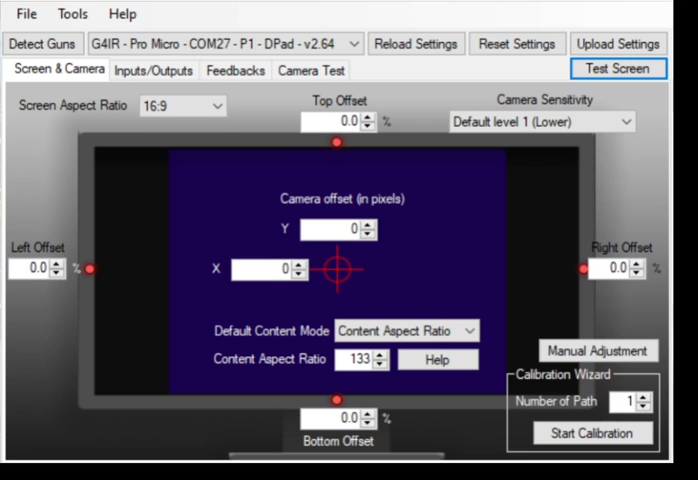 File Tools Help
Detect Guns G4IR - Pro Micro - COM27 - P1 - DPad - v2.64 Reload Settings Reset Settings Upload Settings
Screen & Camera Inputs/Outputs Feedbacks Camera Test Test Screen
Screen Aspect Ratio 16:9 Top Offset Camera Sensitivity
0.0 % Default level 1 (Lower)
Camera offset (in pixels)
Y 0
Left Offset Right Offset
0.0 % X 0 0.0 %
Default Content Mode Content Aspect Ratio
Manual Adjustment
Content Aspect Ratio 133 Help
Calibration Wizard
Number of Path 1
0.0 %
Start Calibration
Bottom Offset